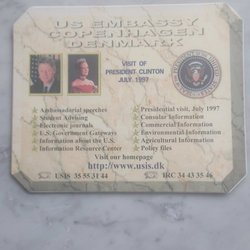 US EMBASSY
COPENHAGEN
DENMARK
VISIT OF
PRESIDENT CLINTON
JULY 1997
Ambassadorial speeches
Student Advising
Electronic journals
U.S. Government Gateways
Information about the U.S.
Information Resource Center
Presidential visit, July 1997
Consular Information
Commercial Information
Environmental Information
Agricultural Information
Policy files
Visit our homepage
http://www.usis.dk
USIS 35 55 31 44
IRC 34 43 35 46